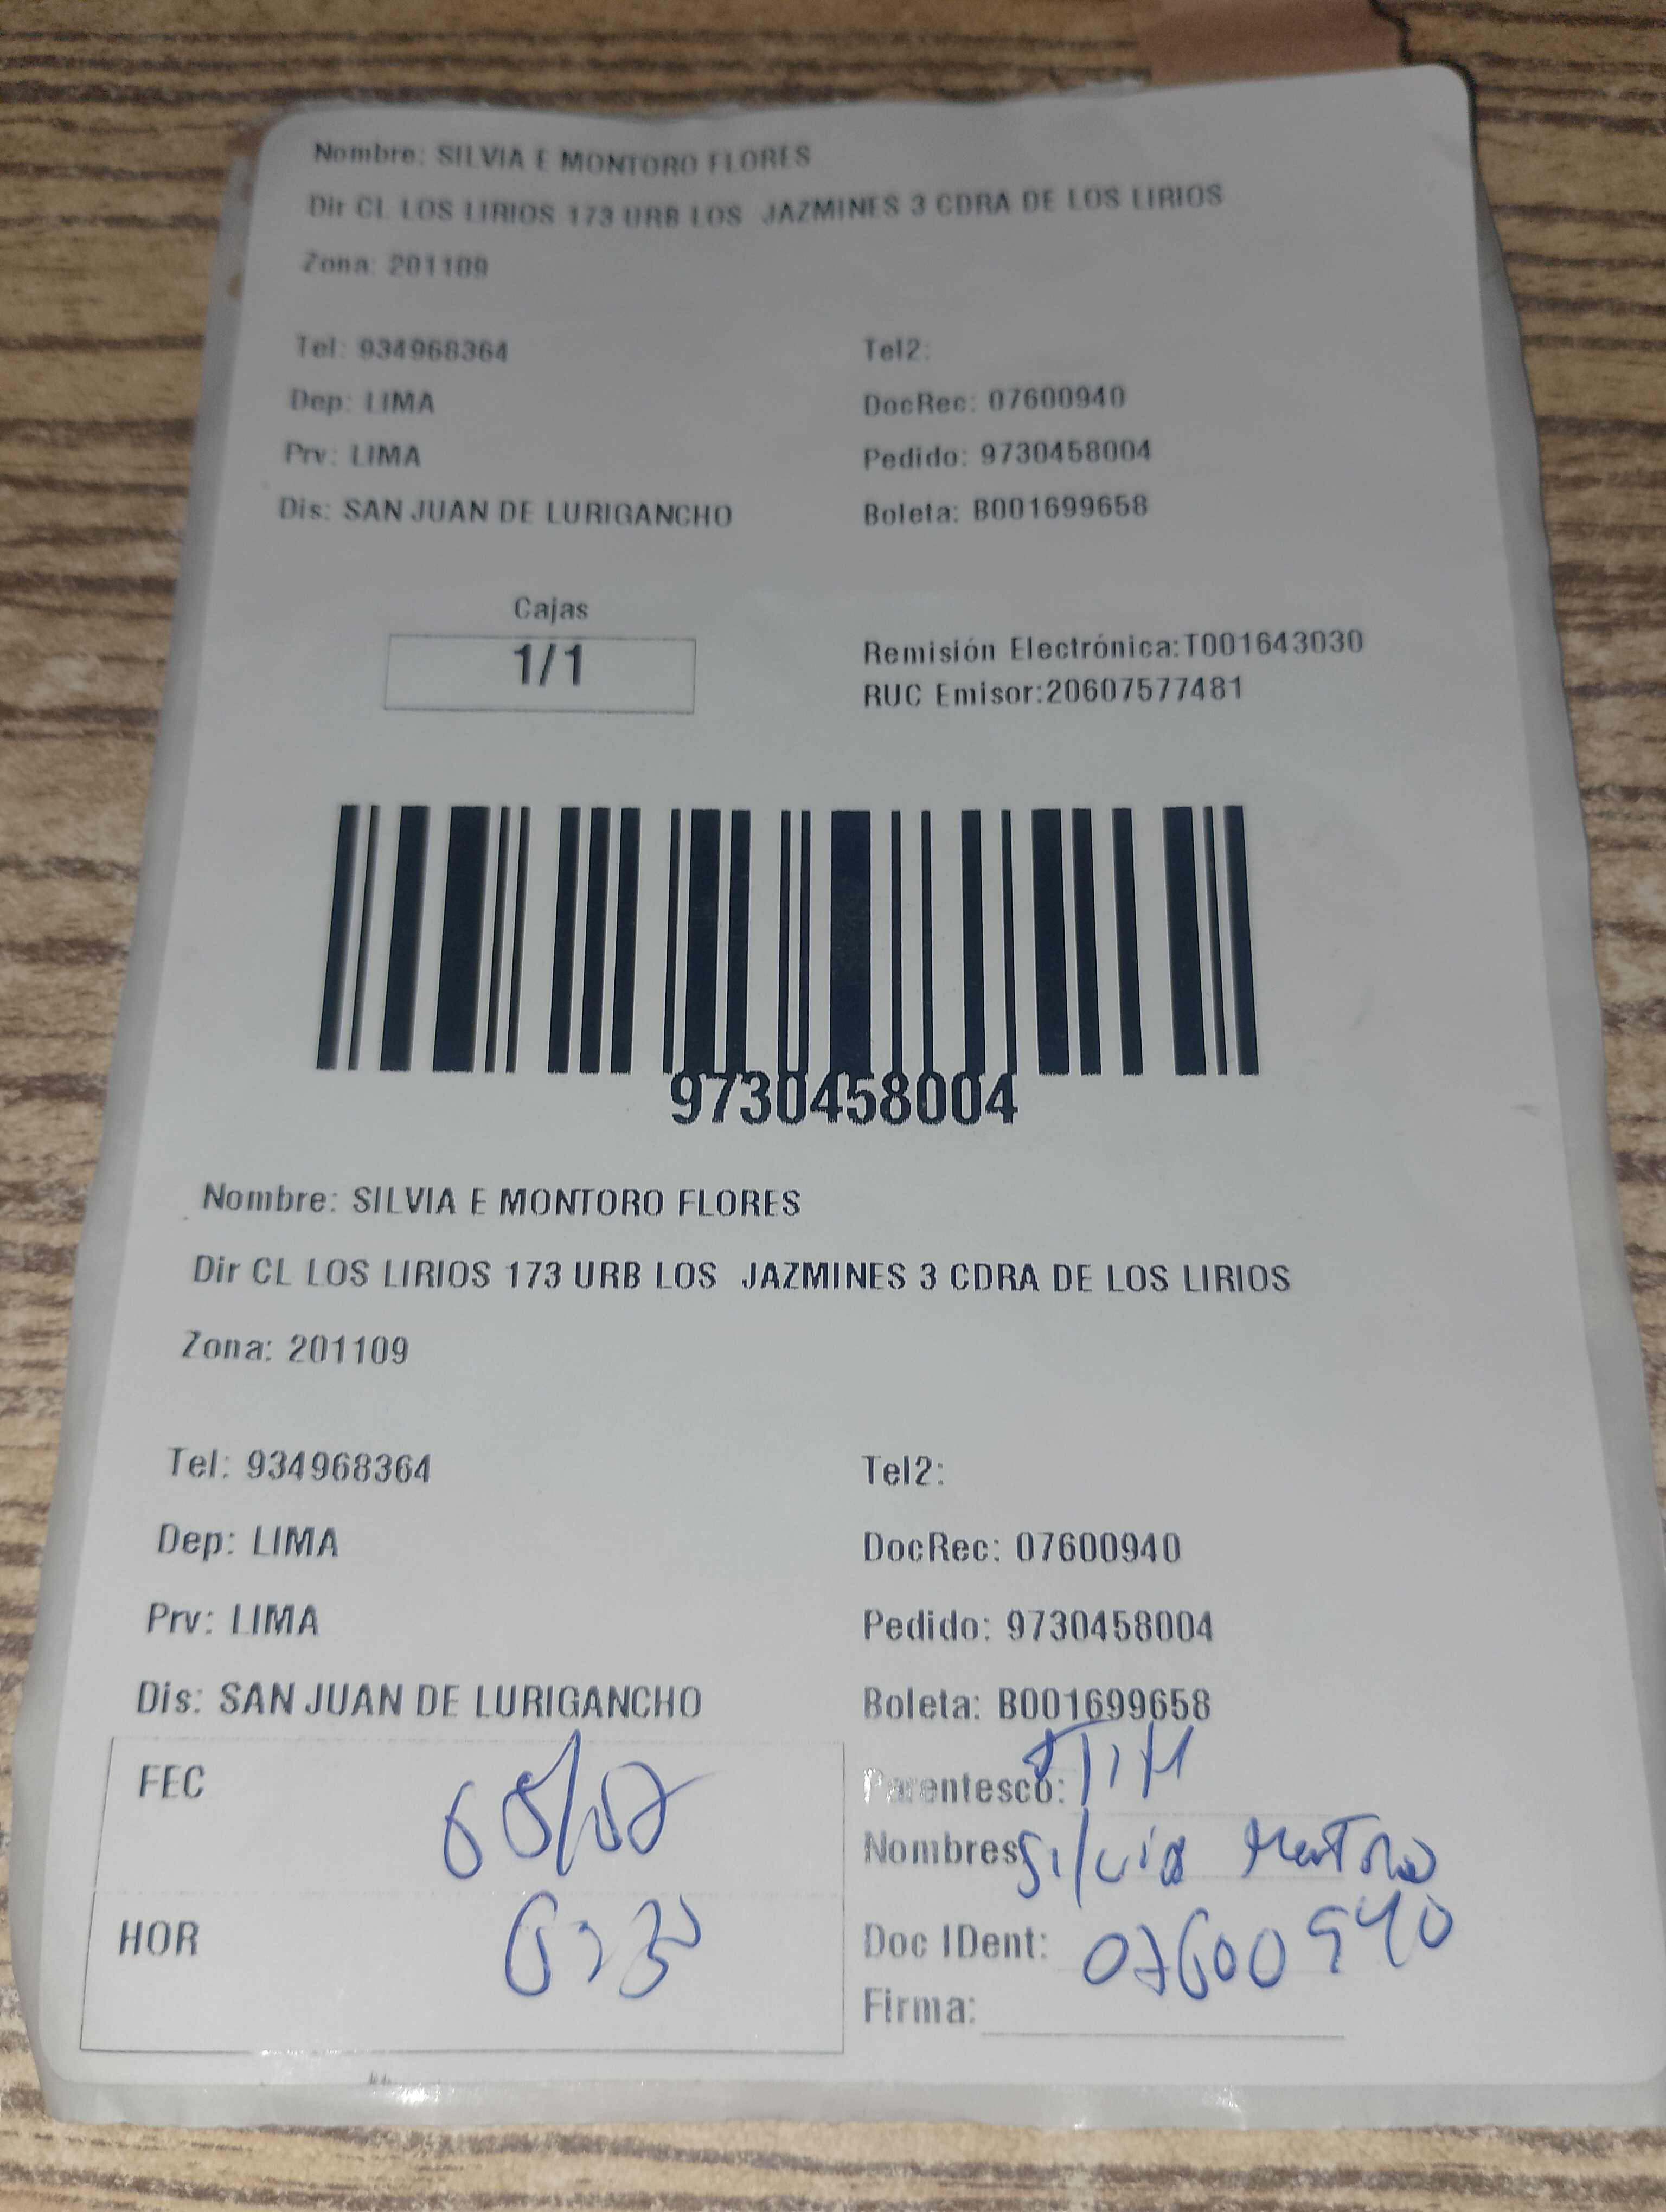 Nombre: SILVIA E MONTORO FLORES
Dir CL LOS LIRIOS 173 URB LOS JAZMINES 3 CDRA DE LOS LIRIOS
Zona: 201109
Tel: 934968364 Tel2:
Dep: LIMA DocRec: 07600940
Prv: LIMA Pedido: 9730458004
Dis: SAN JUAN DE LURIGANCHO Boleta: B001699658
Cajas
1/1
Remisión Electrónica:T001643030
RUC Emisor:20607577481
9730458004
Nombre: SILVIA E MONTORO FLORES
Dir CL LOS LIRIOS 173 URB LOS JAZMINES 3 CDRA DE LOS LIRIOS
Zona: 201109
Tel: 934968364 Tel2:
Dep: LIMA DocRec: 07600940
Prv: LIMA Pedido: 9730458004
Dis: SAN JUAN DE LURIGANCHO Boleta: B001699658
FEC
Parentesco:
Nombres Silvia Montoro
HOR
Doc IDent: 07600940
Firma: